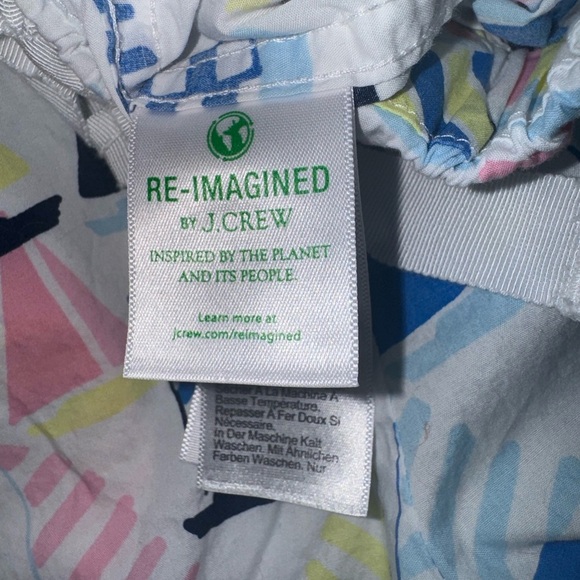 RE-IMAGINED
BY J.CREW
INSPIRED BY THE PLANET
AND ITS PEOPLE.
Learn more at
jcrew.com/reimagined
A La Machine A
Basse Température.
Repasser A Fer Doux Si
Nécessaire.
In Der Maschine Kalt
Waschen. Mit Ähnlichen
Farben Waschen. Nur